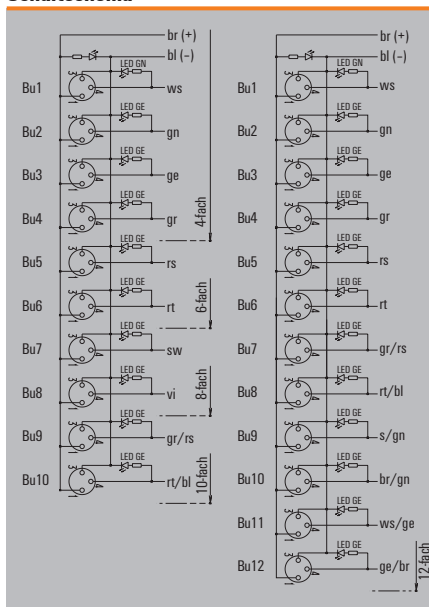 br (+)
bl (−)
LED GN
Bu1 ws
LED GE
Bu2 gn
LED GE
Bu3 ge
LED GE
Bu4 gr
4-fach
LED GE
Bu5 rs
LED GE
Bu6 rt
6-fach
LED GE
Bu7 sw
LED GE
Bu8 vi
8-fach
LED GE
Bu9 gr/rs
LED GE
Bu10 rt/bl
10-fach
br (+)
bl (−)
LED GN
Bu1 ws
LED GE
Bu2 gn
LED GE
Bu3 ge
LED GE
Bu4 gr
LED GE
Bu5 rs
LED GE
Bu6 rt
LED GE
Bu7 gr/rs
LED GE
Bu8 rt/bl
LED GE
Bu9 s/gn
LED GE
Bu10 br/gn
LED GE
Bu11 ws/ge
LED GE
Bu12 ge/br
12-fach